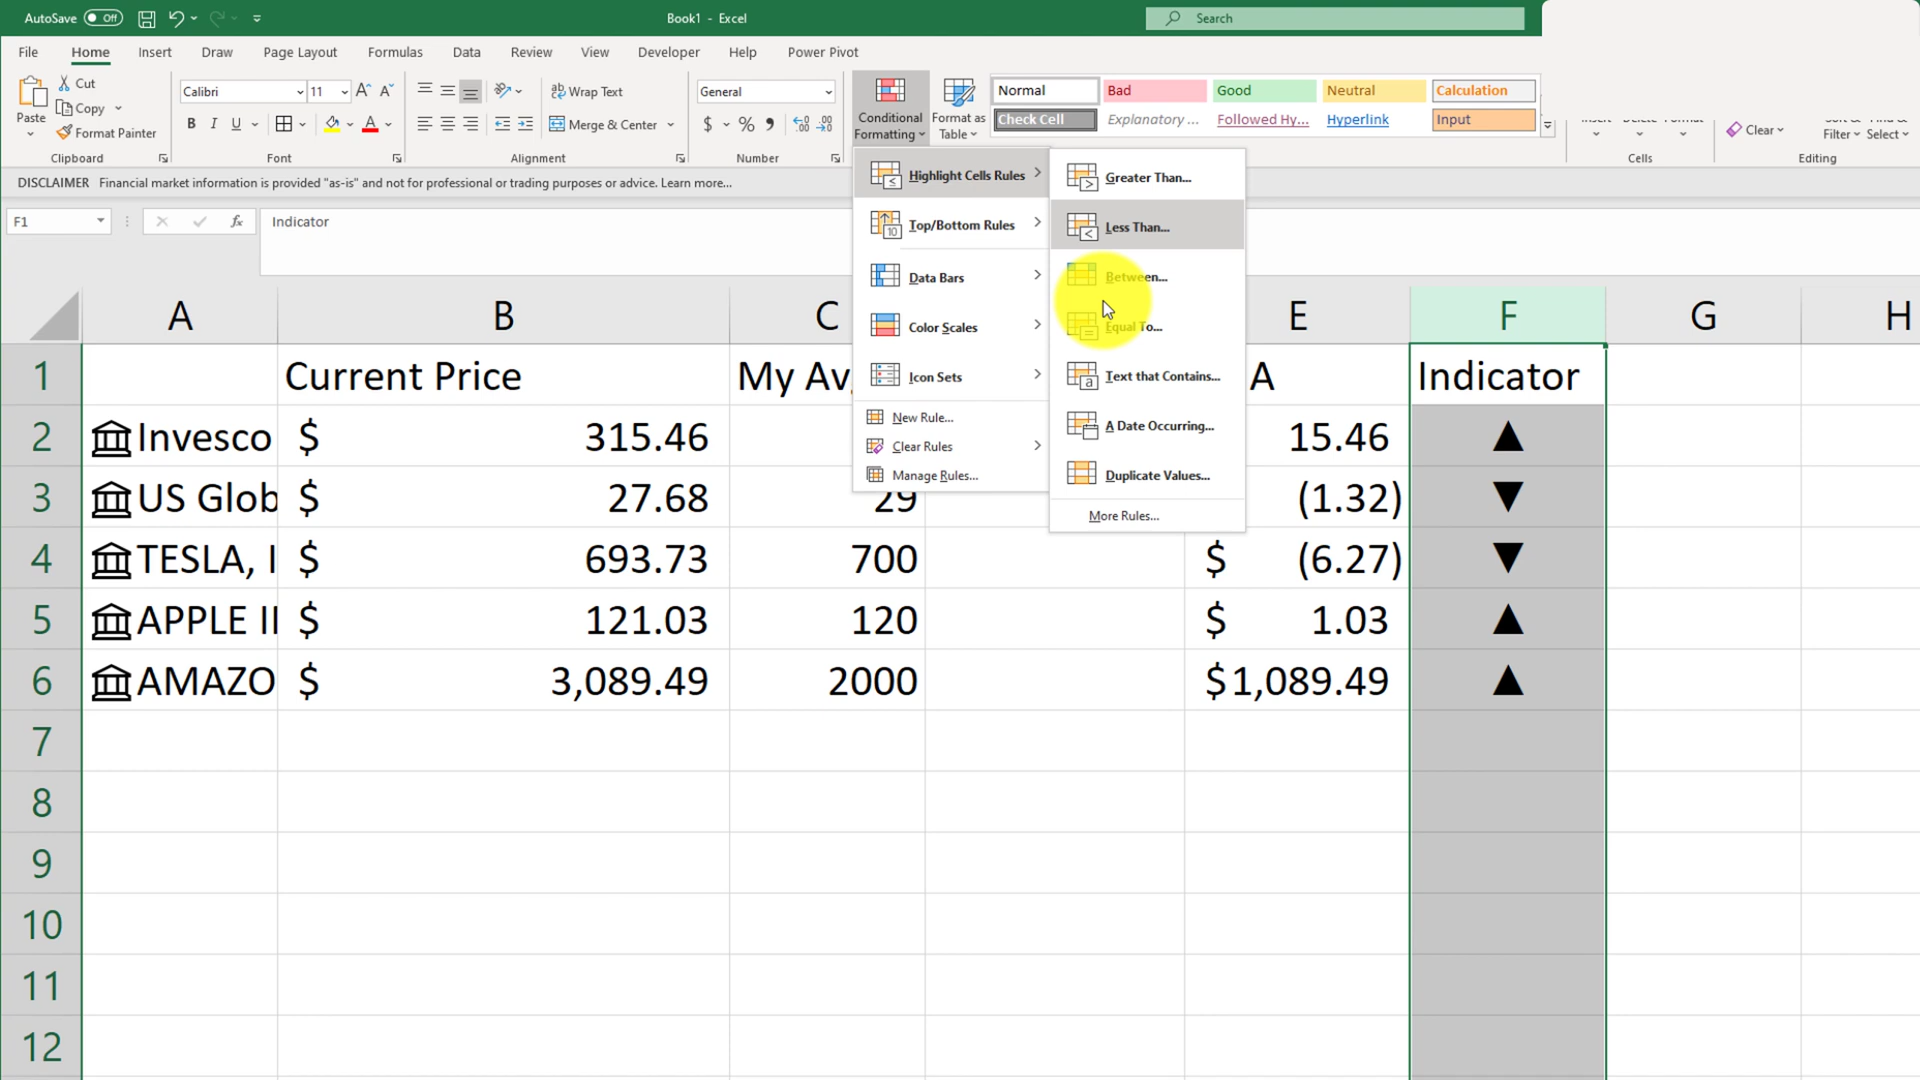 AutoSave Off Book1 - Excel Search
File Home Insert Draw Page Layout Formulas Data Review View Developer Help Power Pivot
Paste Cut Copy Format Painter Clipboard
Calibri 11 B I U A Font
Wrap Text Merge & Center Alignment
General $ % Number
Conditional Formatting Format as Table
Normal Bad Good Neutral Calculation
Check Cell Explanatory ... Followed Hy... Hyperlink Input
Cells
Clear Filter Select Editing
DISCLAIMER Financial market information is provided "as-is" and not for professional or trading purposes or advice. Learn more...
F1 fx Indicator
Highlight Cells Rules
Top/Bottom Rules
Data Bars
Color Scales
Icon Sets
New Rule...
Clear Rules
Manage Rules...
Greater Than...
Less Than...
Between...
Equal To...
Text that Contains...
A Date Occurring...
Duplicate Values...
More Rules...
A B C E F G H
1 Current Price My Av A Indicator
2 Invesco $ 315.46 15.46 ▲
3 US Glob $ 27.68 29 (1.32) ▼
4 TESLA, I $ 693.73 700 $ (6.27) ▼
5 APPLE II $ 121.03 120 $ 1.03 ▲
6 AMAZO $ 3,089.49 2000 $1,089.49 ▲
7
8
9
10
11
12